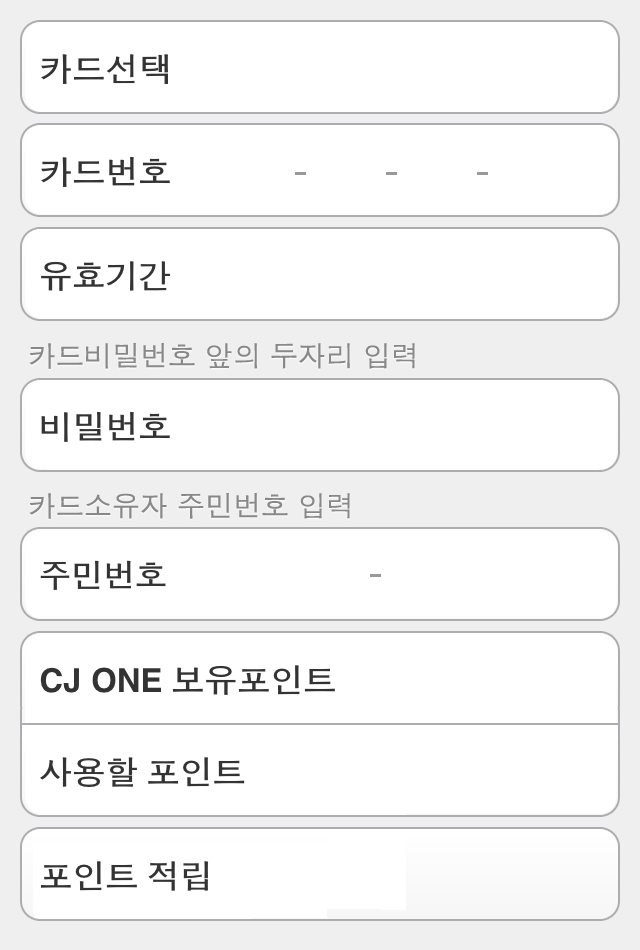 카드선택
카드번호 - - -
유효기간
카드비밀번호 앞의 두자리 입력
비밀번호
카드소유자 주민번호 입력
주민번호 -
CJ ONE 보유포인트
사용할 포인트
포인트 적립